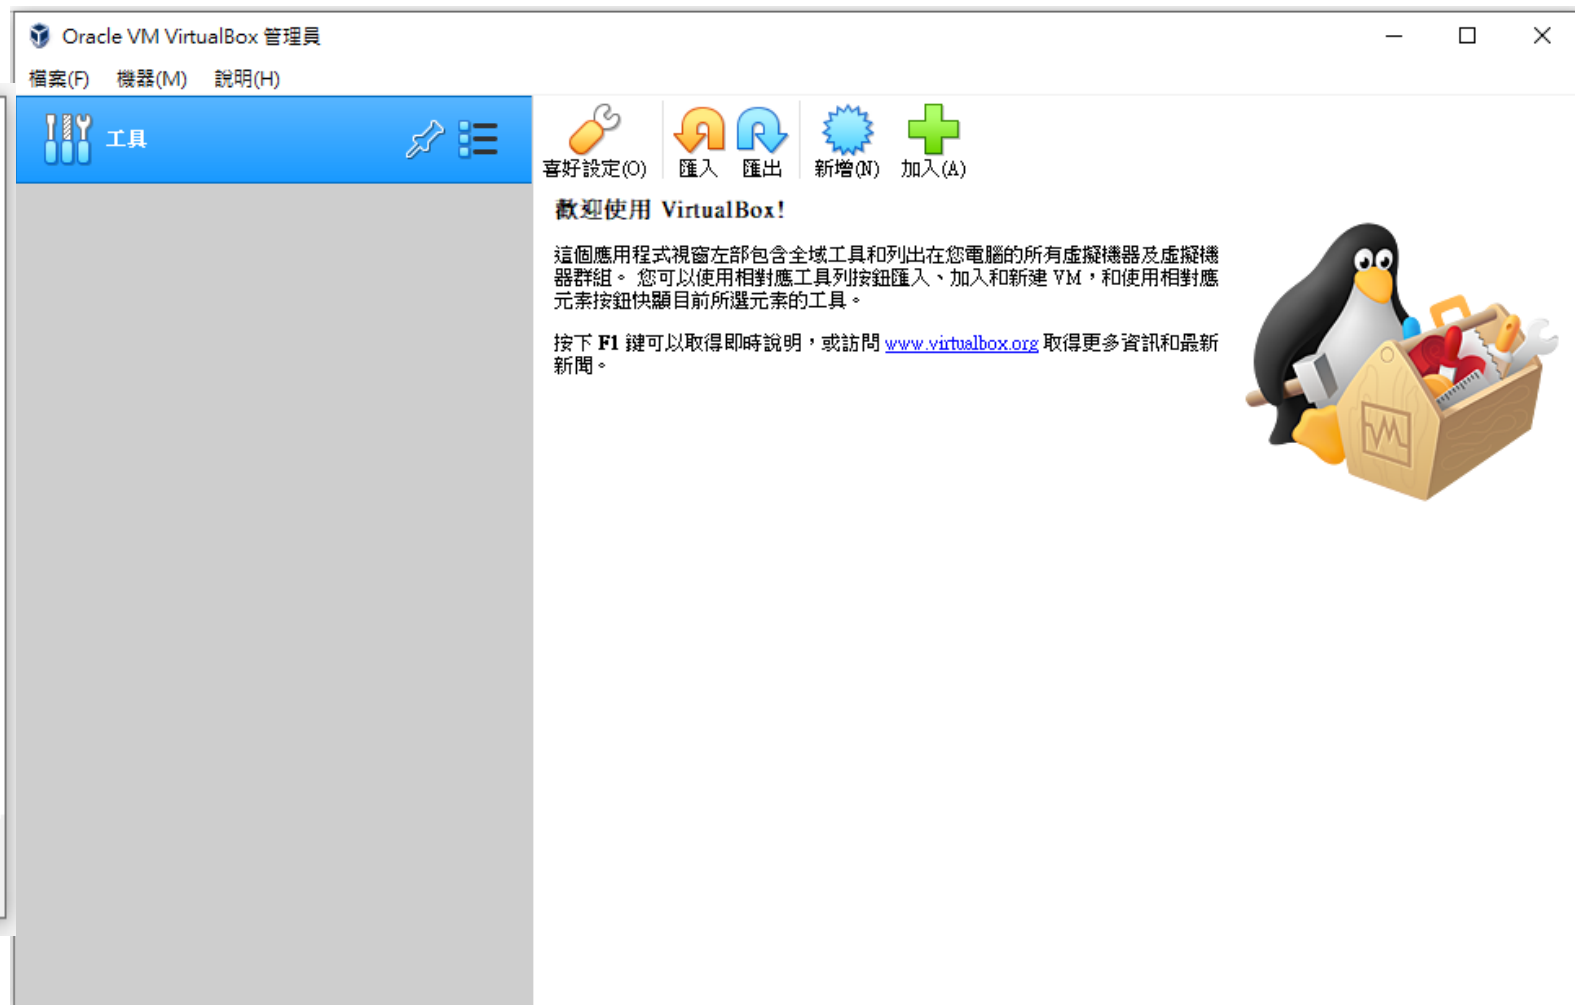 Oracle VM VirtualBox 管理員
檔案(F) 機器(M) 說明(H)
工具
喜好設定(O) 匯入 匯出 新增(N) 加入(A)
歡迎使用 VirtualBox!
這個應用程式視窗左部包含全域工具和列出在您電腦的所有虛擬機器及虛擬機
器群組。 您可以使用相對應工具列按鈕匯入、加入和新建 VM，和使用相對應
元素按鈕快顯目前所選元素的工具。
按下 F1 鍵可以取得即時說明，或訪問 www.virtualbox.org 取得更多資訊和最新
新聞。